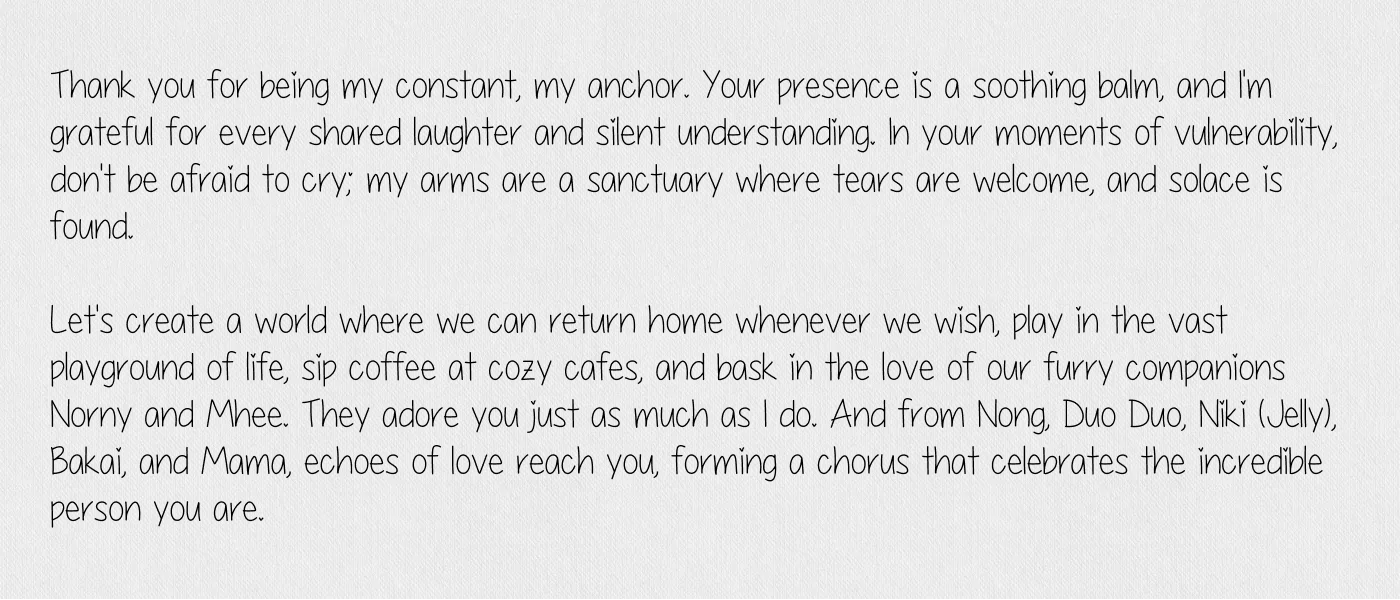 Thank you for being my constant, my anchor. Your presence is a soothing balm, and I'm
grateful for every shared laughter and silent understanding. In your moments of vulnerability,
don't be afraid to cry; my arms are a sanctuary where tears are welcome, and solace is
found.
Let's create a world where we can return home whenever we wish, play in the vast
playground of life, sip coffee at cozy cafes, and bask in the love of our furry companions
Norny and Mhee. They adore you just as much as I do. And from Nong, Duo Duo, Niki (Jelly),
Bakai, and Mama, echoes of love reach you, forming a chorus that celebrates the incredible
person you are.